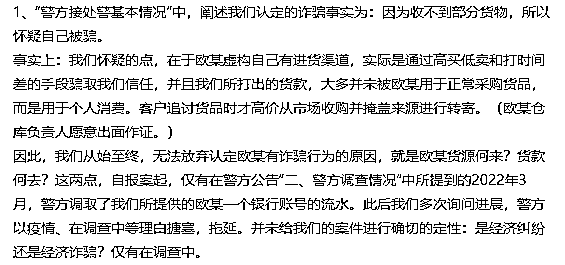 1、“警方接处警基本情况”中，阐述我们认定的诈骗事实为：因为收不到部分货物，所以
怀疑自己被骗。
事实上：我们怀疑的点，在于欧某虚构自己有进货渠道，实际是通过高买低卖和打时间
差的手段骗取我们信任，并且我们所打出的货款，大多并未被欧某用于正常采购货品，
而是用于个人消费。客户追讨货品时才高价从市场收购并掩盖来源进行转寄。（欧某仓
库负责人愿意出面作证。）
因此，我们从始至终，无法放弃认定欧某有诈骗行为的原因，就是欧某货源何来？货款
何去？这两点，自报案起，仅有在警方公告“二、警方调查情况”中所提到的2022年3
月，警方调取了我们所提供的欧某一个银行账号的流水。此后我们多次询问进展，警方
以疫情、在调查中等理由搪塞，拖延。并未给我们的案件进行确切的定性：是经济纠纷
还是经济诈骗？仅有在调查中。